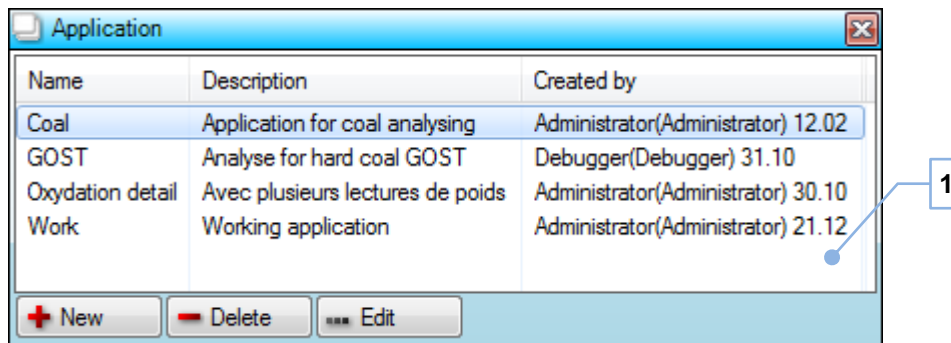 Application
Name Description Created by
Coal Application for coal analysing Administrator(Administrator) 12.02
GOST Analyse for hard coal GOST Debugger(Debugger) 31.10
Oxydation detail Avec plusieurs lectures de poids Administrator(Administrator) 30.10
Work Working application Administrator(Administrator) 21.12
1
New Delete Edit